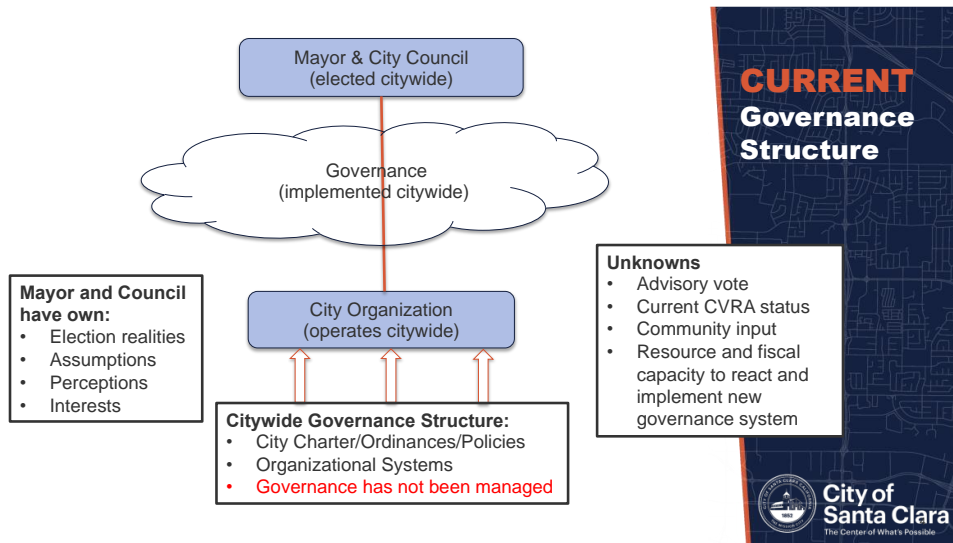 Mayor & City Council
(elected citywide)
Governance
(implemented citywide)
City Organization
(operates citywide)
Mayor and Council
have own:
• Election realities
• Assumptions
• Perceptions
• Interests
Citywide Governance Structure:
• City Charter/Ordinances/Policies
• Organizational Systems
• Governance has not been managed
CURRENT
Governance
Structure
Unknowns
• Advisory vote
• Current CVRA status
• Community input
• Resource and fiscal
capacity to react and
implement new
governance system
1852
City of
Santa Clara
The Center of What's Possible